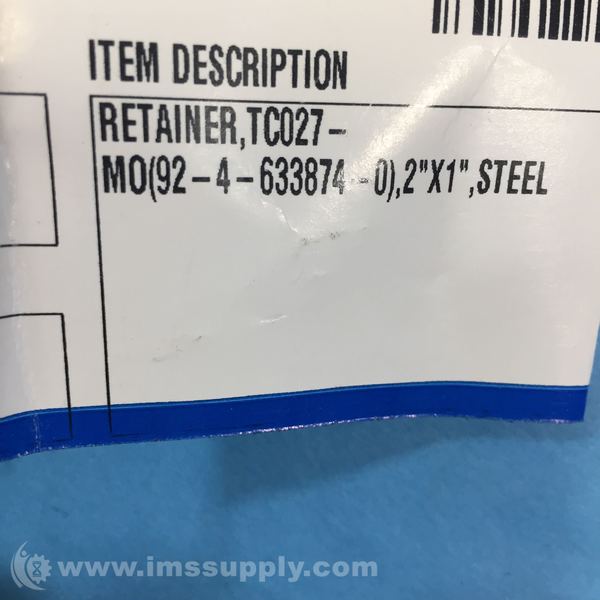 ITEM DESCRIPTION
RETAINER,TC027-
MO(92-4-633874-0),2"X1",STEEL
www.imssupply.com